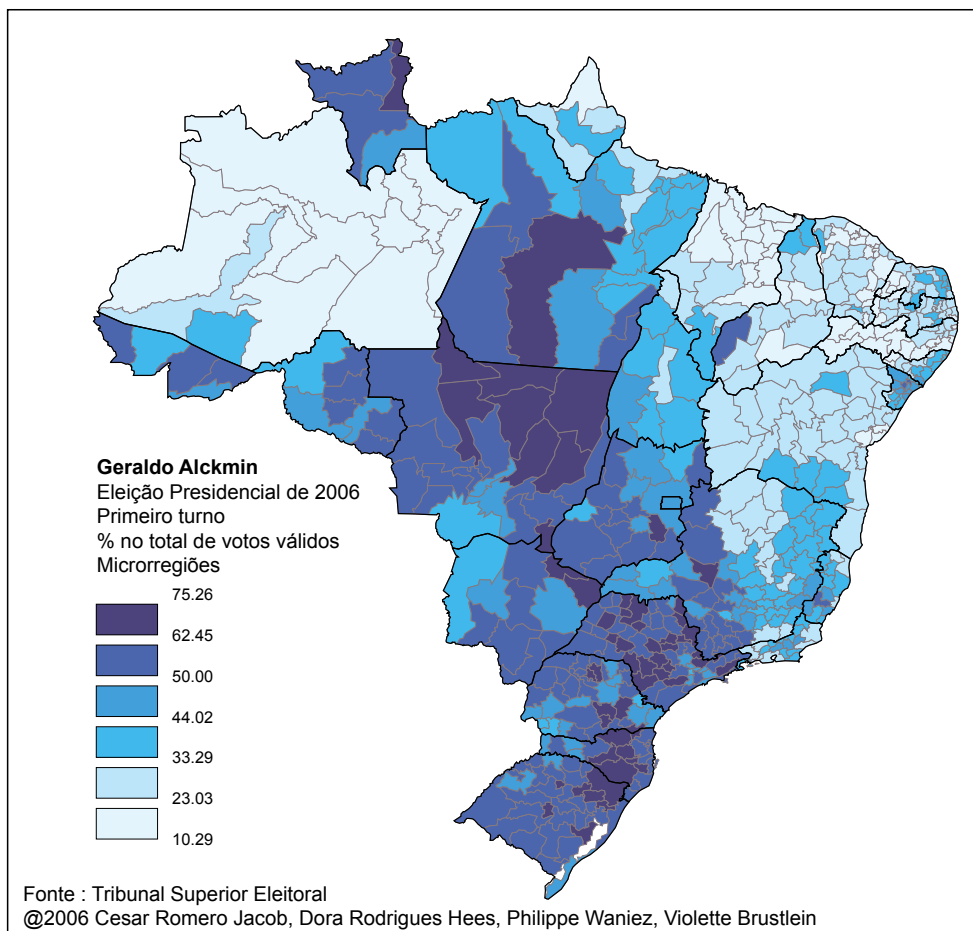 Geraldo Alckmin
Eleição Presidencial de 2006
Primeiro turno
% no total de votos válidos
Microrregiões
75.26
62.45
50.00
44.02
33.29
23.03
10.29
Fonte : Tribunal Superior Eleitoral
@2006 Cesar Romero Jacob, Dora Rodrigues Hees, Philippe Waniez, Violette Brustlein